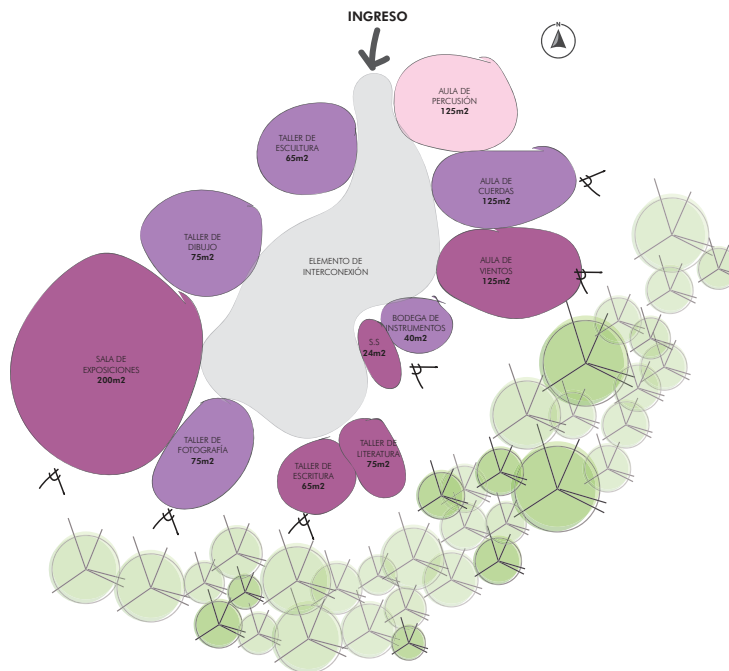 INGRESO
N
AULA DE
PERCUSIÓN
125m2
TALLER DE
ESCULTURA
65m2
AULA DE
CUERDAS
125m2
TALLER DE
DIBUJO
75m2
AULA DE
VIENTOS
125m2
ELEMENTO DE
INTERCONEXIÓN
BODEGA DE
INSTRUMENTOS
40m2
S.S
24m2
SALA DE
EXPOSICIONES
200m2
TALLER DE
FOTOGRAFÍA
75m2
TALLER DE
LITERATURA
75m2
TALLER DE
ESCRITURA
65m2